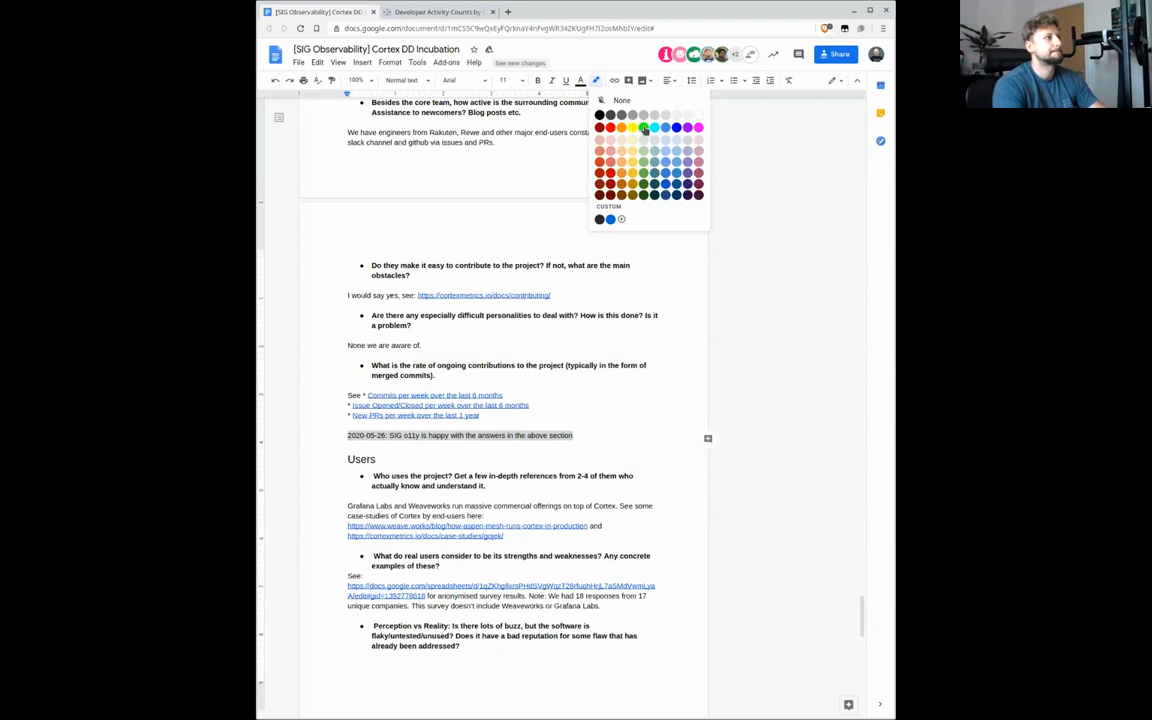 [SIG Observability] Cortex DD Incub
Developer Activity Counts by
[SIG Observability] Cortex DD Incubation
File Edit View Insert Format Tools Add-ons Help See new changes
+2
Share
100% Normal text Arial 11
Besides the core team, how active is the surrounding commu
Assistance to newcomers? Blog posts etc.
We have engineers from Rakuten, Rewe and other major end-users consta
slack channel and github via issues and PRs.
None
CUSTOM
Do they make it easy to contribute to the project? If not, what are the main
obstacles?
I would say yes, see: https://cortexmetrics.io/docs/contributing/
Are there any especially difficult personalities to deal with? How is this done? Is it
a problem?
None we are aware of.
What is the rate of ongoing contributions to the project (typically in the form of
merged commits).
See * Commits per week over the last 6 months
* Issue Opened/Closed per week over the last 6 months
* New PRs per week over the last 1 year
2020-05-26: SIG o11y is happy with the answers in the above section
Users
Who uses the project? Get a few in-depth references from 2-4 of them who
actually know and understand it.
Grafana Labs and Weaveworks run massive commercial offerings on top of Cortex. See some
case-studies of Cortex by end-users here:
https://www.weave.works/blog/how-aspen-mesh-runs-cortex-in-production and
https://cortexmetrics.io/docs/case-studies/gojek/
What do real users consider to be its strengths and weaknesses? Any concrete
examples of these?
See:
for anonymised survey results. Note: We had 18 responses from 17
unique companies. This survey doesn't include Weaveworks or Grafana Labs.
Perception vs Reality: Is there lots of buzz, but the software is
flaky/untested/unused? Does it have a bad reputation for some flaw that has
already been addressed?